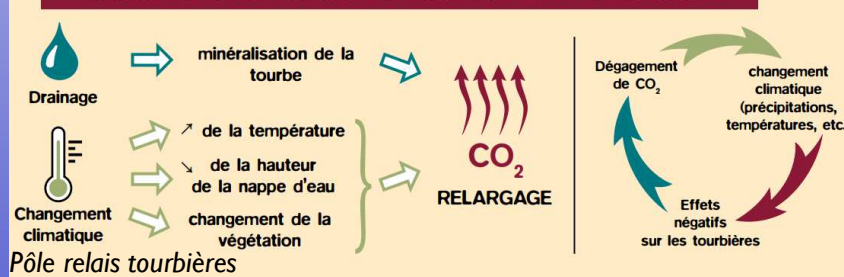 Drainage
minéralisation de la
tourbe
Changement
climatique
↗ de la température
↘ de la hauteur
de la nappe d'eau
changement de la
végétation
CO₂
RELARGAGE
Dégagement
de CO₂
changement
climatique
(précipitations,
températures, etc.
Effets
négatifs
sur les tourbières
Pôle relais tourbières